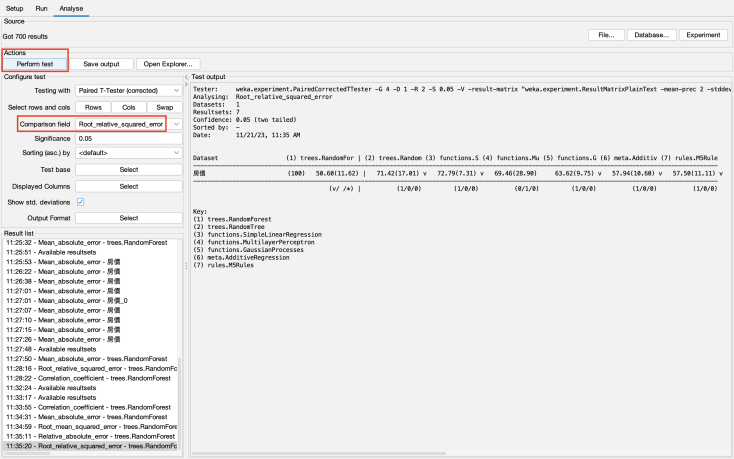 Setup Run Analyse
Source
Got 700 results
File... Database... Experiment
Actions
Perform test Save output Open Explorer...
Configure test
Testing with Paired T-Tester (corrected)
Select rows and cols Rows Cols Swap
Comparison field Root_relative_squared_error
Significance 0.05
Sorting (asc.) by <default>
Test base Select
Displayed Columns Select
Show std. deviations
Output Format Select
Result list
11:25:32 - Mean_absolute_error - trees.RandomForest
11:25:51 - Available resultsets
11:25:53 - Mean_absolute_error - 房價
11:26:22 - Mean_absolute_error - 房價
11:26:38 - Mean_absolute_error - 房價
11:27:01 - Mean_absolute_error - 房價
11:27:01 - Mean_absolute_error - 房價_0
11:27:07 - Mean_absolute_error - 房價
11:27:10 - Mean_absolute_error - 房價
11:27:15 - Mean_absolute_error - 房價
11:27:26 - Mean_absolute_error - 房價
11:27:48 - Available resultsets
11:27:50 - Mean_absolute_error - trees.RandomForest
11:28:16 - Root_relative_squared_error - trees.RandomFo
11:28:22 - Correlation_coefficient - trees.RandomForest
11:32:24 - Available resultsets
11:33:17 - Available resultsets
11:33:55 - Correlation_coefficient - trees.RandomForest
11:34:31 - Mean_absolute_error - trees.RandomForest
11:34:59 - Root_mean_squared_error - trees.RandomFore
11:35:11 - Relative_absolute_error - trees.RandomForest
11:35:20 - Root_relative_squared_error - trees.RandomFo
Test output
Tester: weka.experiment.PairedCorrectedTTester -G 4 -D 1 -R 2 -S 0.05 -V -result-matrix "weka.experiment.ResultMatrixPlainText -mean-prec 2 -stddev
Analysing: Root_relative_squared_error
Datasets: 1
Resultsets: 7
Confidence: 0.05 (two tailed)
Sorted by: -
Date: 11/21/23, 11:35 AM
Dataset (1) trees.RandomFor | (2) trees.Random (3) functions.S (4) functions.Mu (5) functions.G (6) meta.Additiv (7) rules.M5Rule
房價 (100) 50.60(11.62) | 71.42(17.01) v 72.79(7.31) v 69.46(28.90) 63.62(9.75) v 57.94(10.60) v 57.50(11.11) v
(v/ /*) | (1/0/0) (1/0/0) (0/1/0) (1/0/0) (1/0/0) (1/0/0)
Key:
(1) trees.RandomForest
(2) trees.RandomTree
(3) functions.SimpleLinearRegression
(4) functions.MultilayerPerceptron
(5) functions.GaussianProcesses
(6) meta.AdditiveRegression
(7) rules.M5Rules